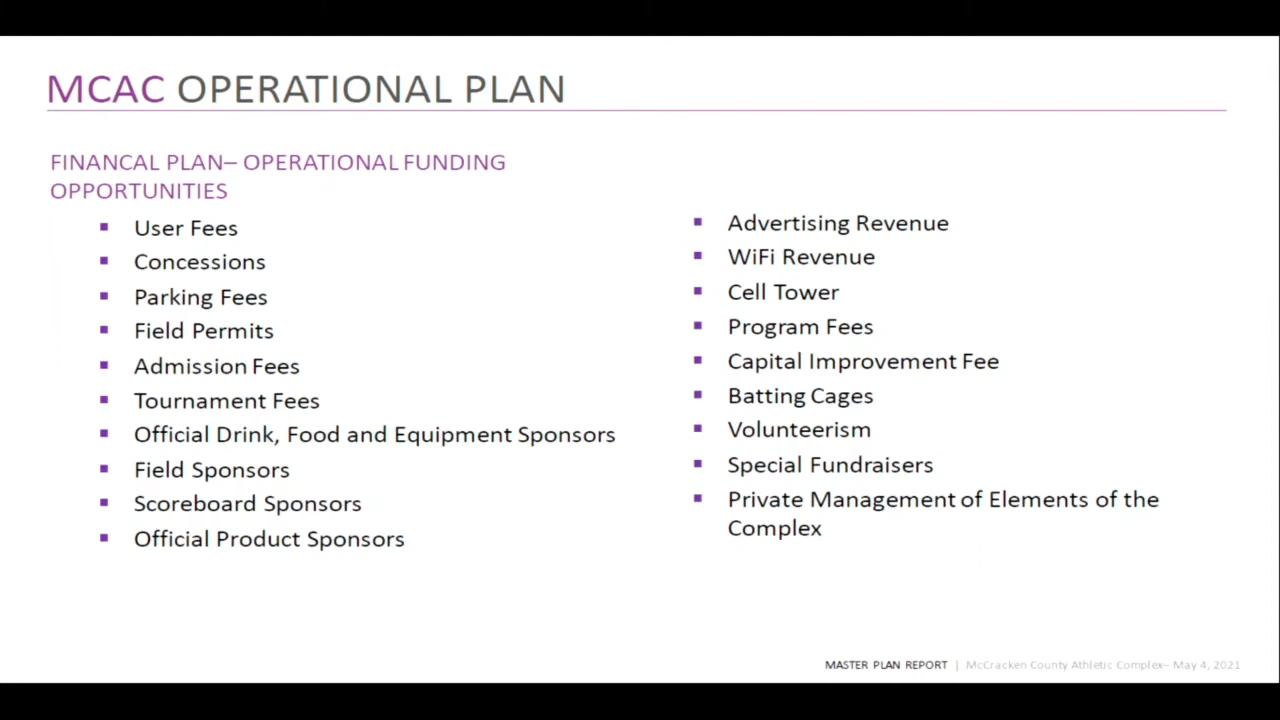 MCAC OPERATIONAL PLAN
FINANCAL PLAN– OPERATIONAL FUNDING
OPPORTUNITIES
User Fees
Concessions
Parking Fees
Field Permits
Admission Fees
Tournament Fees
Official Drink, Food and Equipment Sponsors
Field Sponsors
Scoreboard Sponsors
Official Product Sponsors
Advertising Revenue
WiFi Revenue
Cell Tower
Program Fees
Capital Improvement Fee
Batting Cages
Volunteerism
Special Fundraisers
Private Management of Elements of the
Complex
MASTER PLAN REPORT | McCracken County Athletic Complex– May 4, 2021